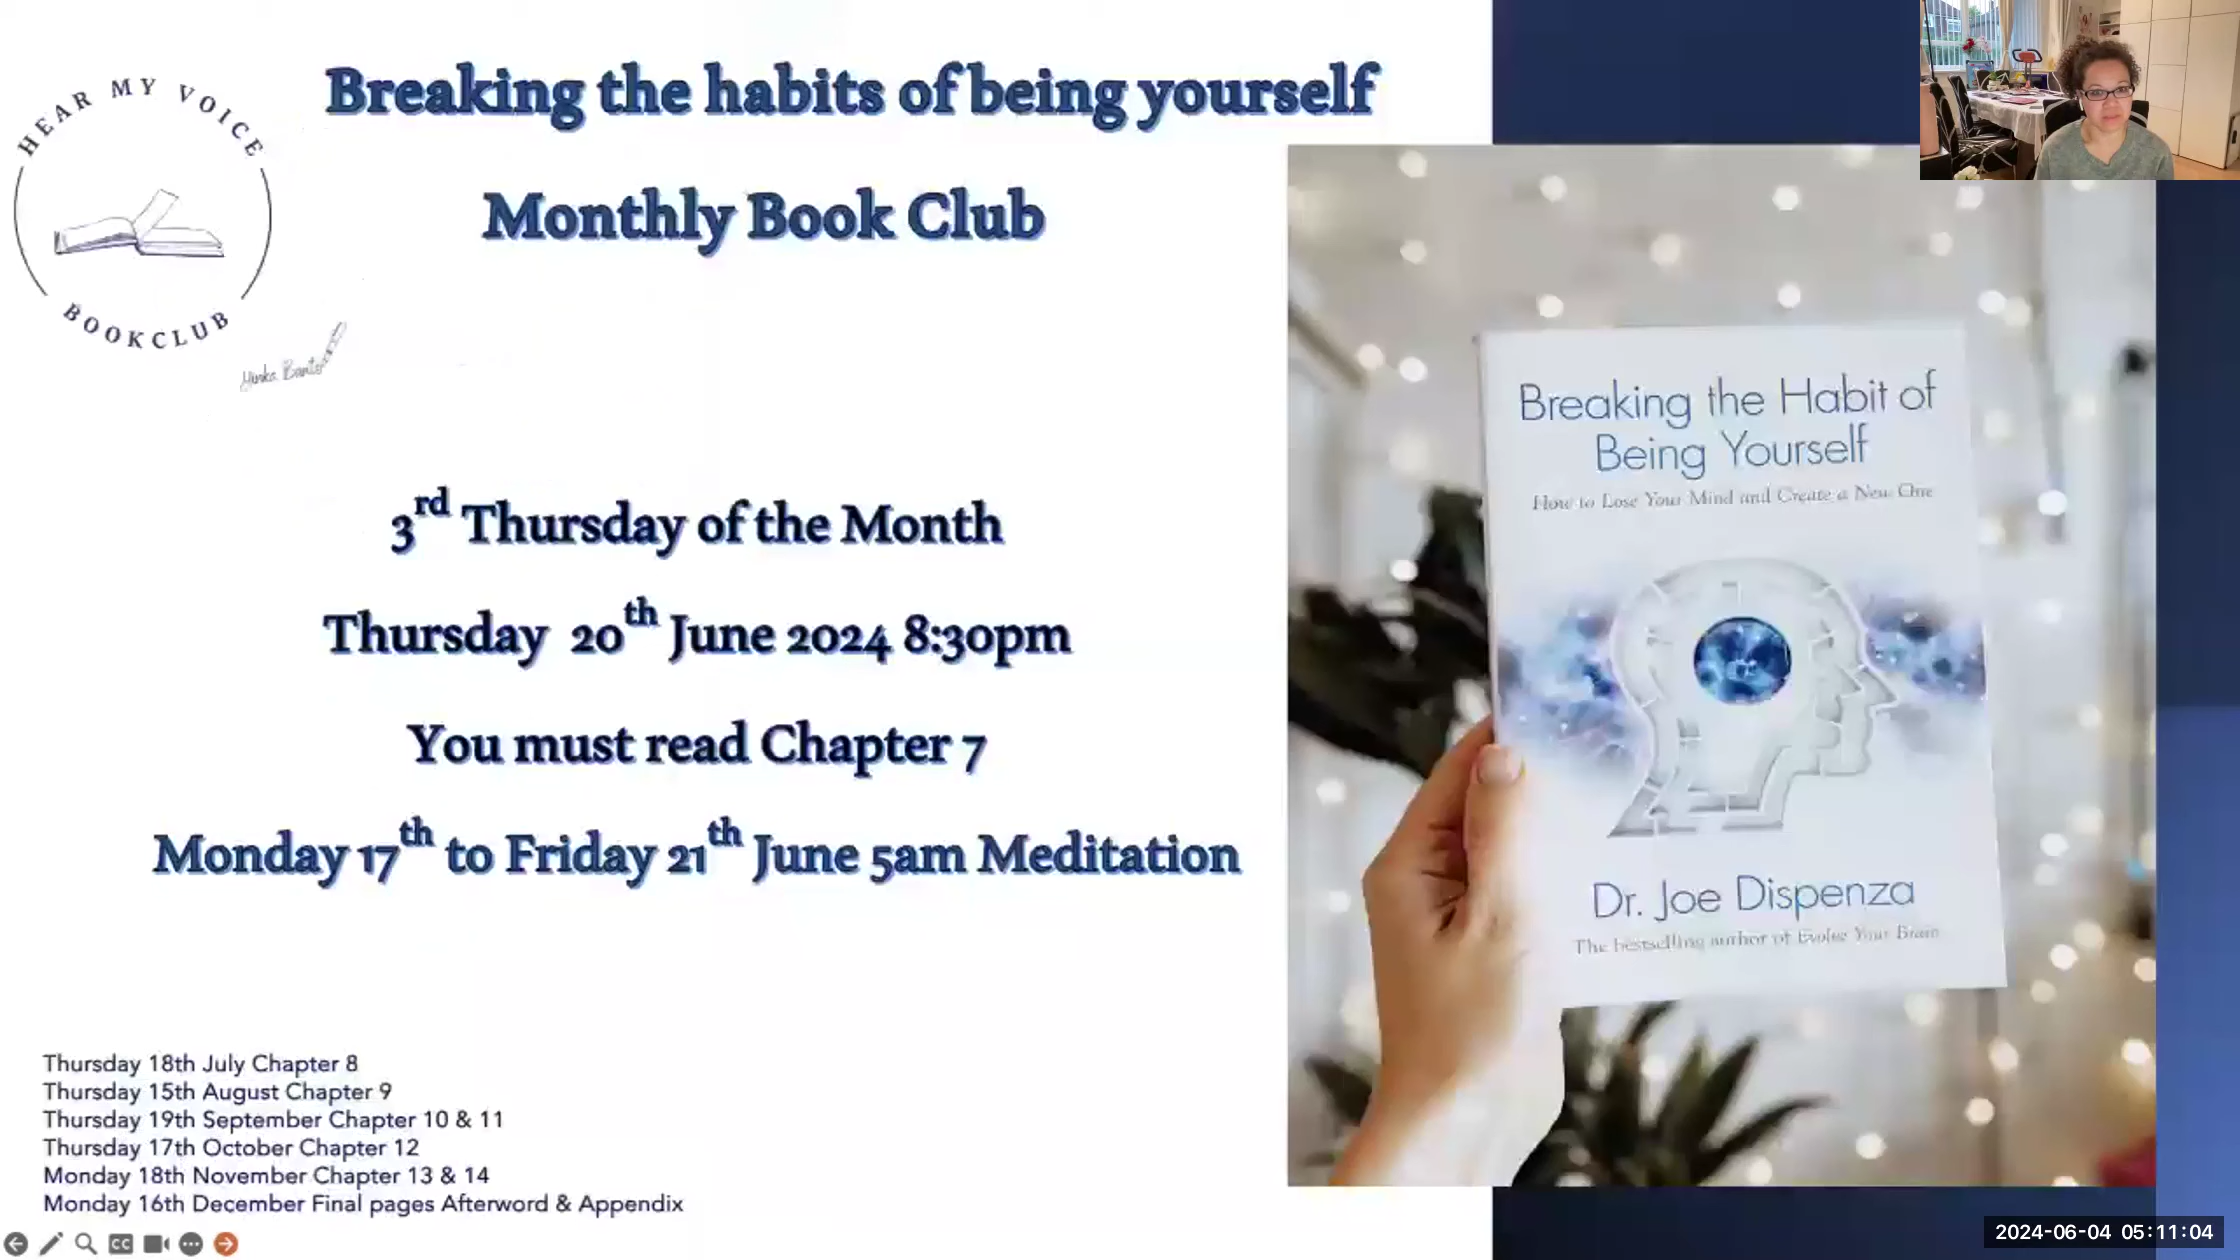 HEAR MY VOICE
BOOKCLUB
Breaking the habits of being yourself
Monthly Book Club
3rd Thursday of the Month
Thursday 20th June 2024 8:30pm
You must read Chapter 7
Monday 17th to Friday 21th June 5am Meditation
Thursday 18th July Chapter 8
Thursday 15th August Chapter 9
Thursday 19th September Chapter 10 & 11
Thursday 17th October Chapter 12
Monday 18th November Chapter 13 & 14
Monday 16th December Final pages Afterword & Appendix
Breaking the Habit of
Being Yourself
How to Lose Your Mind and Create a New One
Dr. Joe Dispenza
The bestselling author of Evolve Your Brain
CC
2024-06-04 05:11:04